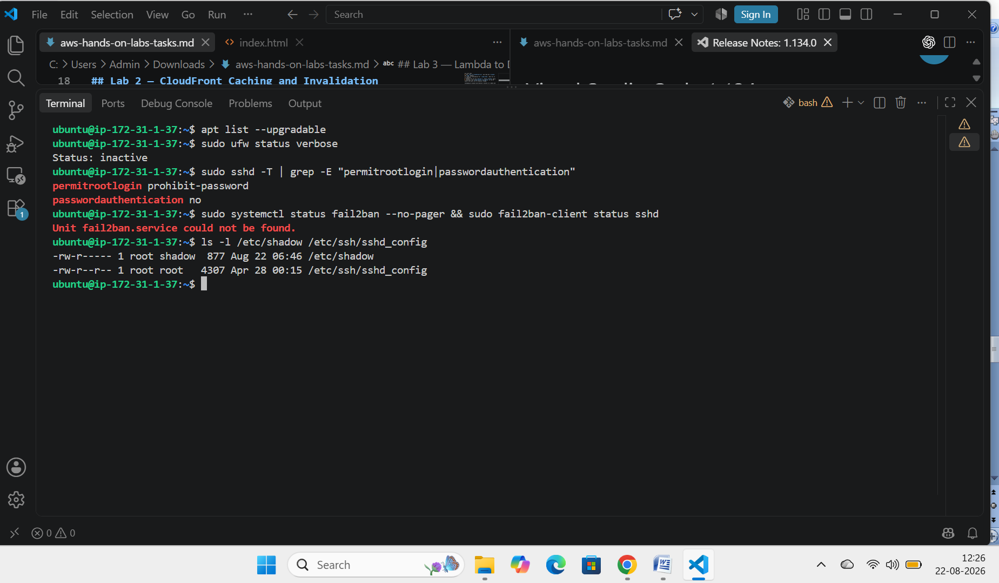 File Edit Selection View Go Run ··· Search Sign In
aws-hands-on-labs-tasks.md index.html ··· aws-hands-on-labs-tasks.md Release Notes: 1.134.0 ···
C: > Users > Admin > Downloads > aws-hands-on-labs-tasks.md > abc ## Lab 3 — Lambda to
18 ## Lab 2 — CloudFront Caching and Invalidation
Terminal Ports Debug Console Problems Output bash ···
ubuntu@ip-172-31-1-37:~$ apt list --upgradable
ubuntu@ip-172-31-1-37:~$ sudo ufw status verbose
Status: inactive
ubuntu@ip-172-31-1-37:~$ sudo sshd -T | grep -E "permitrootlogin|passwordauthentication"
permitrootlogin prohibit-password
passwordauthentication no
ubuntu@ip-172-31-1-37:~$ sudo systemctl status fail2ban --no-pager && sudo fail2ban-client status sshd
Unit fail2ban.service could not be found.
ubuntu@ip-172-31-1-37:~$ ls -l /etc/shadow /etc/ssh/sshd_config
-rw-r----- 1 root shadow  877 Aug 22 06:46 /etc/shadow
-rw-r--r-- 1 root root   4307 Apr 28 00:15 /etc/ssh/sshd_config
ubuntu@ip-172-31-1-37:~$
1
0 0
Search
12:26
22-08-2026